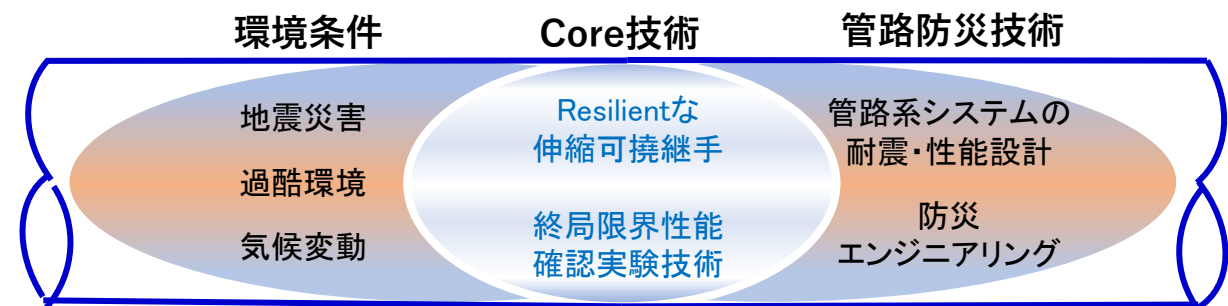 環境条件
Core技術
管路防災技術
地震災害
過酷環境
気候変動
Resilientな
伸縮可撓継手
終局限界性能
確認実験技術
管路系システムの
耐震・性能設計
防災
エンジニアリング